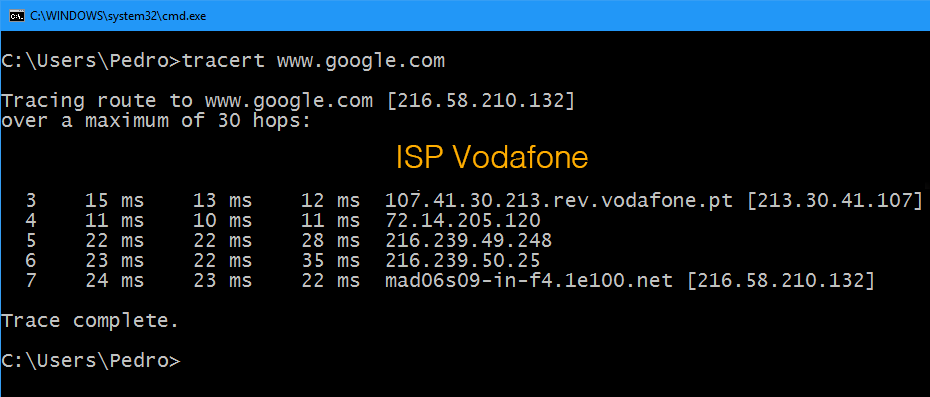 C:\WINDOWS\system32\cmd.exe
C:\Users\Pedro>tracert www.google.com
Tracing route to www.google.com [216.58.210.132]
over a maximum of 30 hops:
ISP Vodafone
3 15 ms 13 ms 12 ms 107.41.30.213.rev.vodafone.pt [213.30.41.107]
4 11 ms 10 ms 11 ms 72.14.205.120
5 22 ms 22 ms 28 ms 216.239.49.248
6 23 ms 22 ms 35 ms 216.239.50.25
7 24 ms 23 ms 22 ms mad06s09-in-f4.1e100.net [216.58.210.132]
Trace complete.
C:\Users\Pedro>